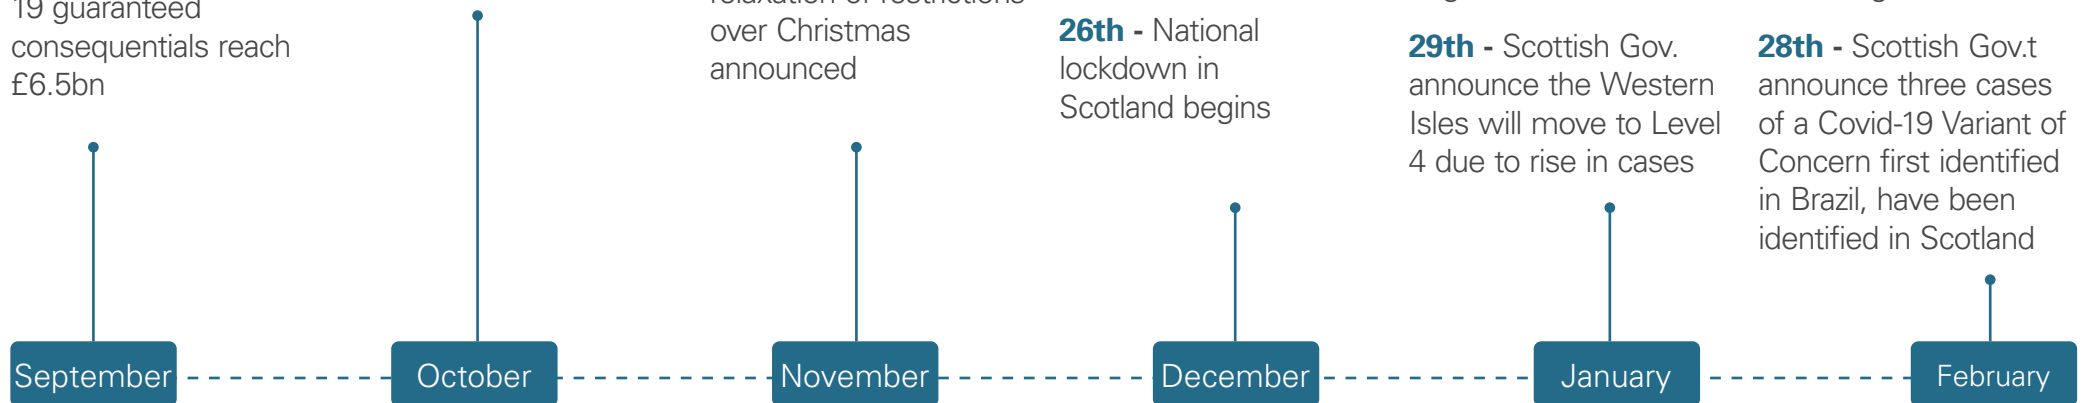 19 guaranteed
consequentials reach
£6.5bn
relaxation of restrictions
over Christmas
announced
26th - National
lockdown in
Scotland begins
29th - Scottish Gov.
announce the Western
Isles will move to Level
4 due to rise in cases
28th - Scottish Gov.t
announce three cases
of a Covid-19 Variant of
Concern first identified
in Brazil, have been
identified in Scotland
September
October
November
December
January
February